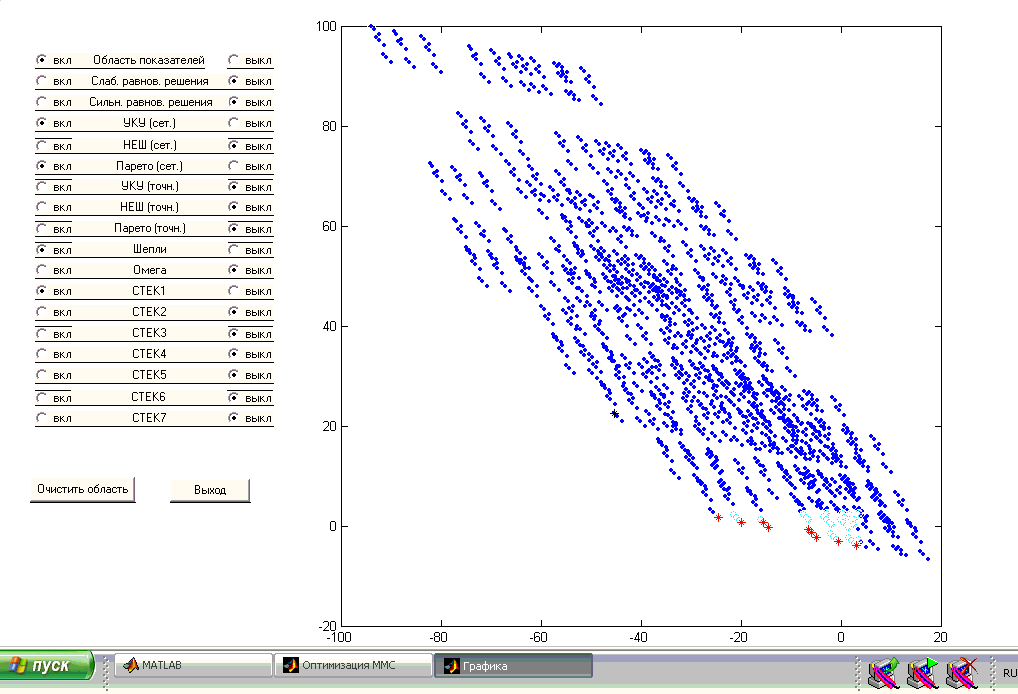 вкл Область показателей выкл
вкл Слаб. равнов. решения выкл
вкл Сильн. равнов. решения выкл
вкл УКУ (сет.) выкл
вкл НЕШ (сет.) выкл
вкл Парето (сет.) выкл
вкл УКУ (точн.) выкл
вкл НЕШ (точн.) выкл
вкл Парето (точн.) выкл
вкл Шепли выкл
вкл Омега выкл
вкл СТЕК1 выкл
вкл СТЕК2 выкл
вкл СТЕК3 выкл
вкл СТЕК4 выкл
вкл СТЕК5 выкл
вкл СТЕК6 выкл
вкл СТЕК7 выкл
Очистить область Выход
100
80
60
40
20
0
-20
-100 -80 -60 -40 -20 0 20
пуск MATLAB Оптимизация ММС Графика RU